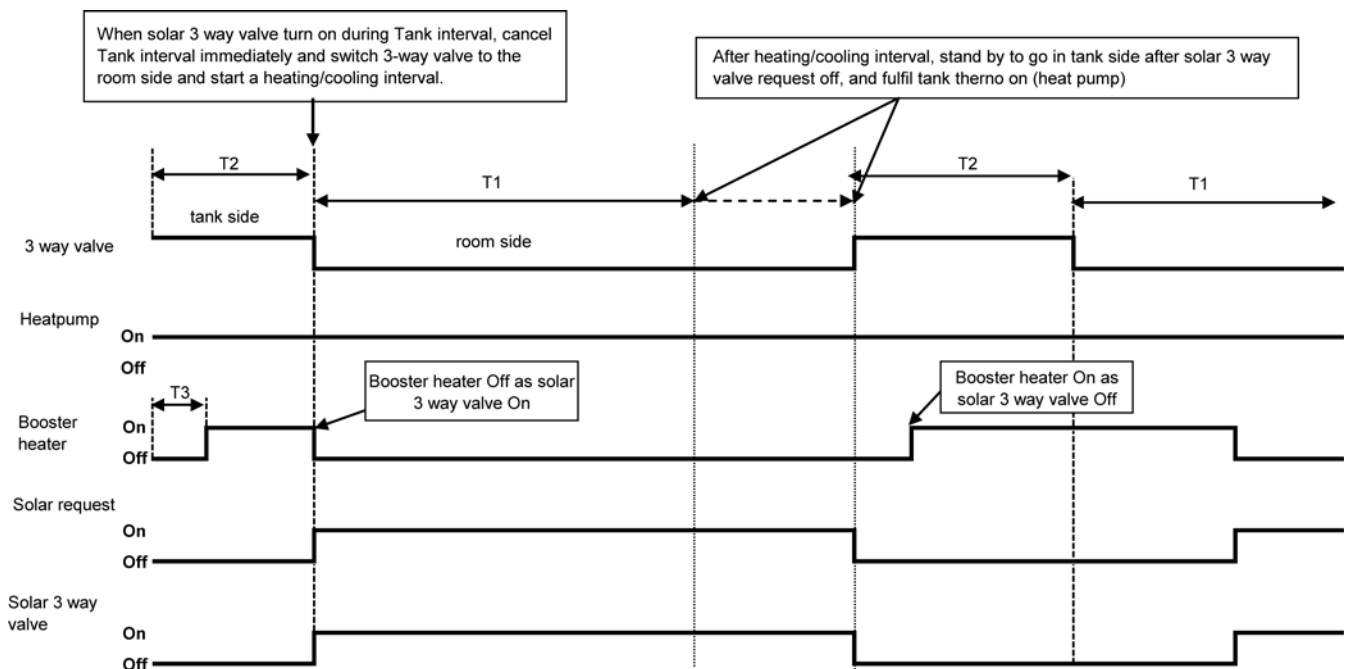 When solar 3 way valve turn on during Tank interval, cancel
Tank interval immediately and switch 3-way valve to the
room side and start a heating/cooling interval.
After heating/cooling interval, stand by to go in tank side after solar 3 way
valve request off, and fulfil tank therno on (heat pump)
T2
T1
T2
T1
tank side
room side
3 way valve
Heatpump
On
Off
T3
Booster heater Off as solar
3 way valve On
Booster heater On as
solar 3 way valve Off
Booster
heater
On
Off
Solar request
On
Off
Solar 3 way
valve
On
Off